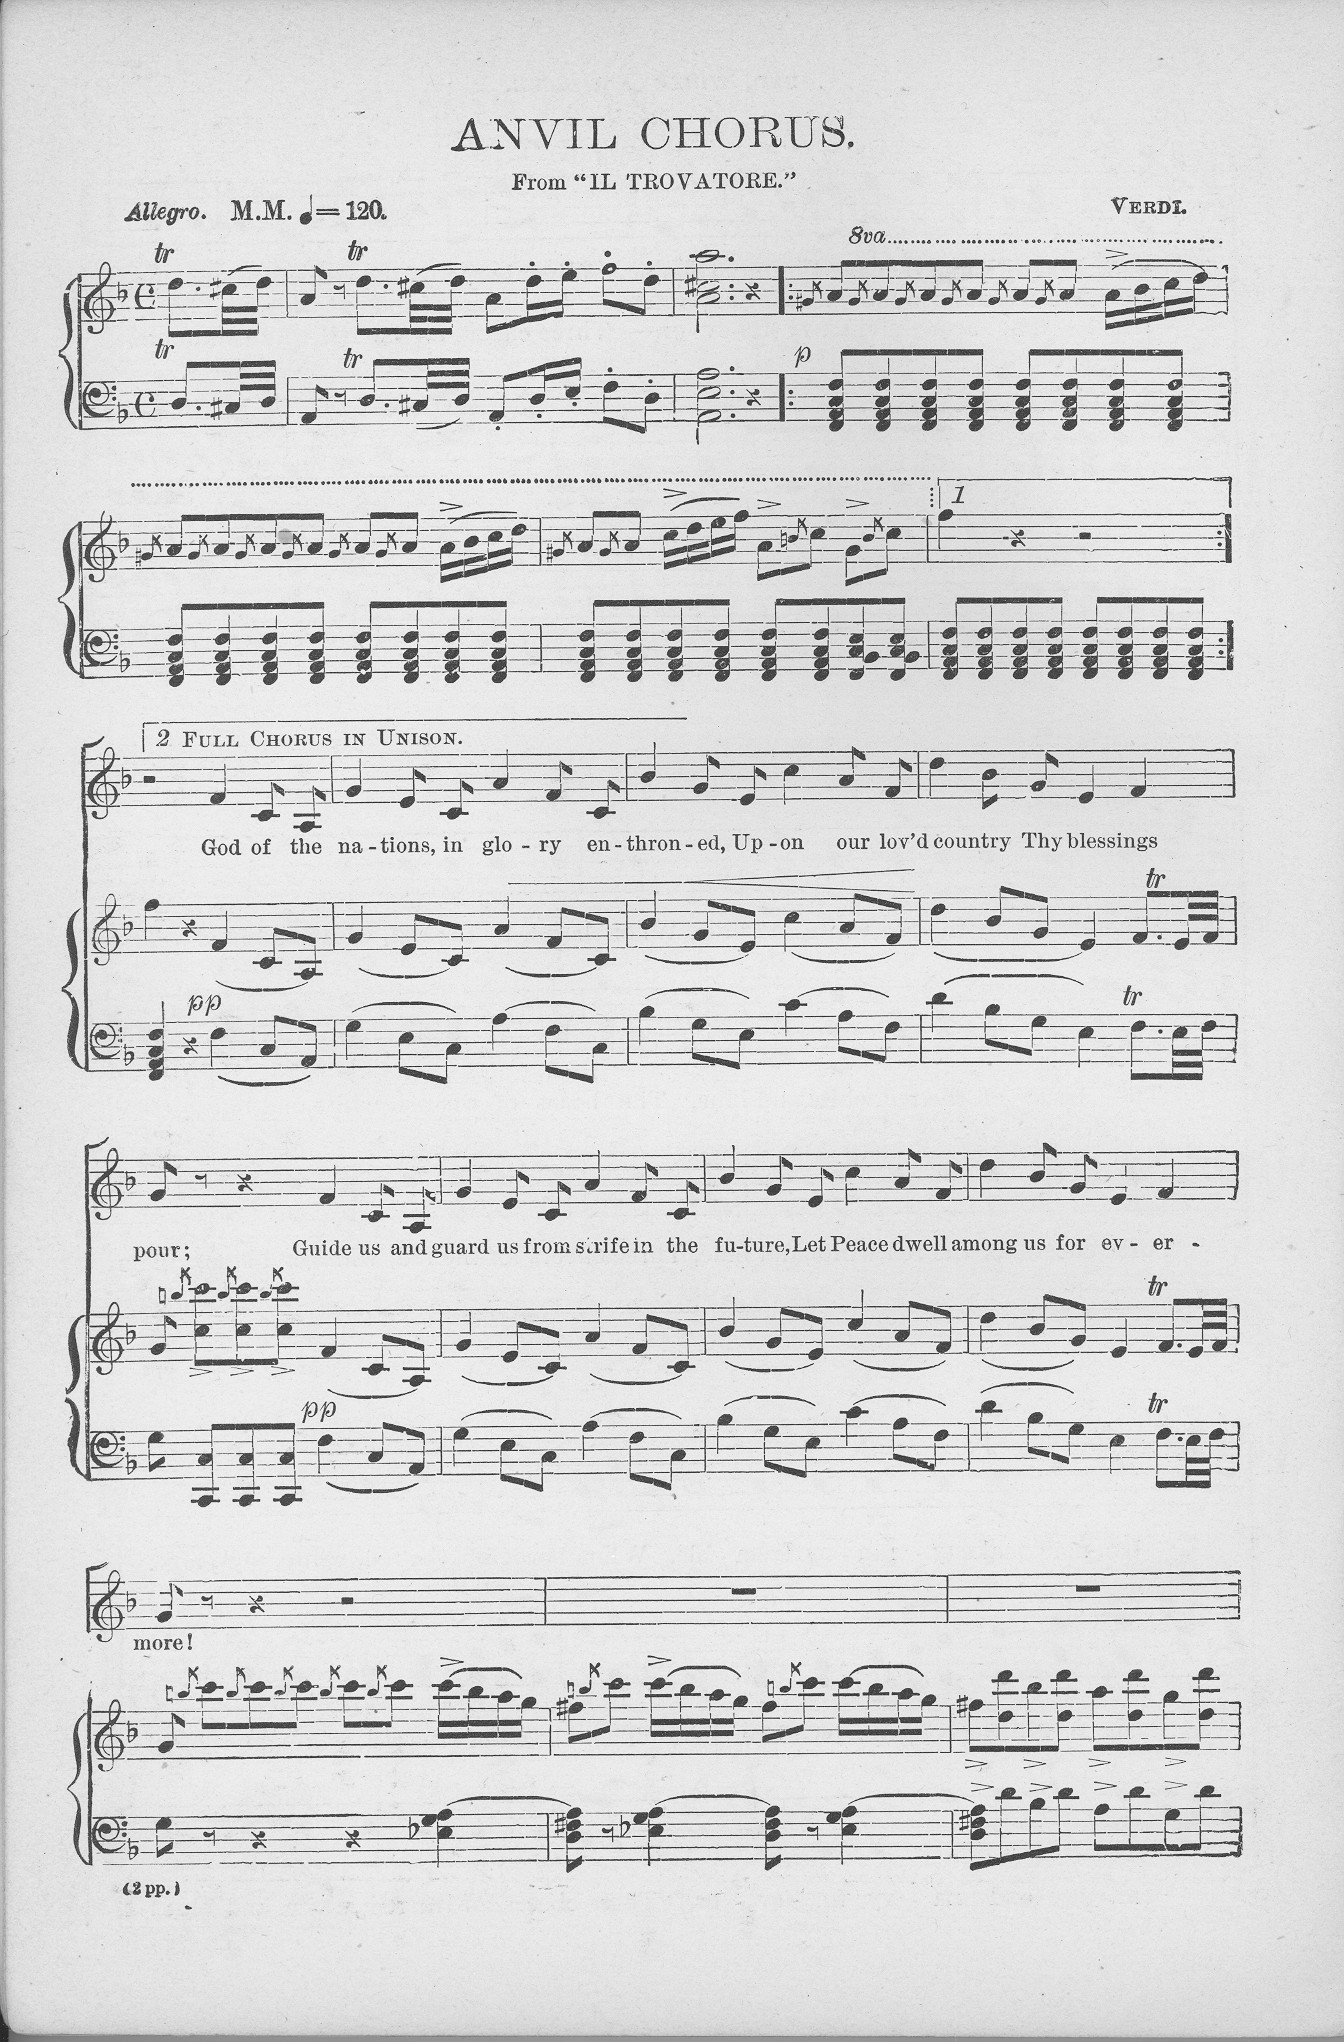 ANVIL CHORUS.
From “IL TROVATORE.”
Allegro. M.M. ♩= 120.
VERDI.
8va
tr tr
tr tr
p
1
2 FULL CHORUS IN UNISON.
God of the na - tions, in glo - ry en - thron - ed, Up - on our lov’d country Thy blessings
tr
pp
tr
pour; Guide us and guard us from strife in the fu - ture, Let Peace dwell among us for ev - er -
tr
pp
tr
more!
(2 pp.)